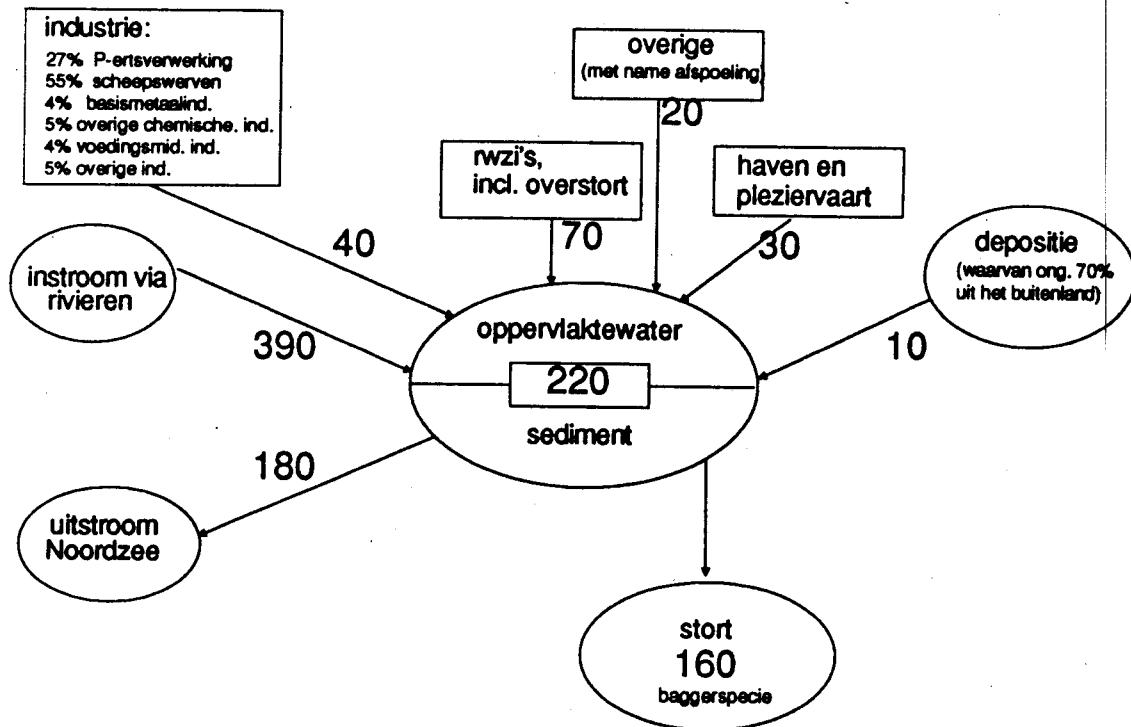 industrie:
27% P-ertsverwerking
55% scheepswerven
4% basismetaalind.
5% overige chemische. ind.
4% voedingsmid. ind.
5% overige ind.
overige
(met name afspoeling)
20
rwzi's,
incl. overstort
70
haven en
pleziervaart
30
depositie
(waarvan ong. 70%
uit het buitenland)
10
40
instroom via
rivieren
390
oppervlaktewater
220
sediment
180
uitstroom
Noordzee
stort
160
baggerspecie